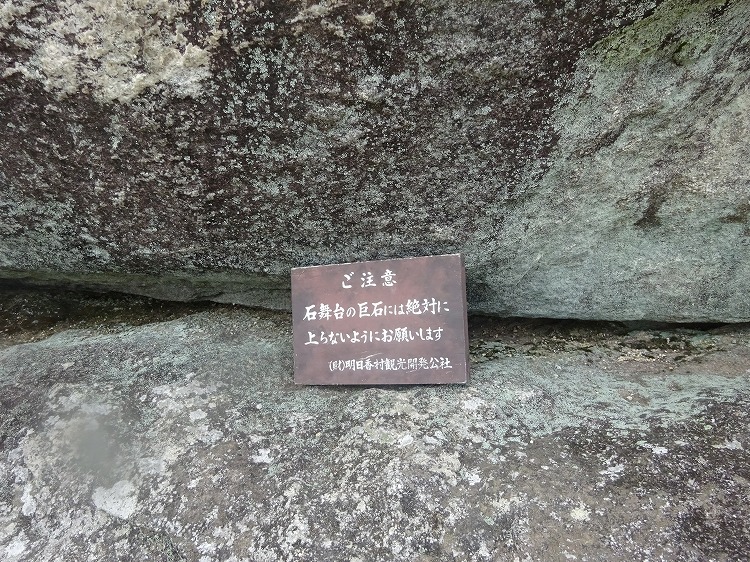 ご注意
石舞台の巨石には絶対に
上らないようにお願いします
(財)明日香村観光開発公社